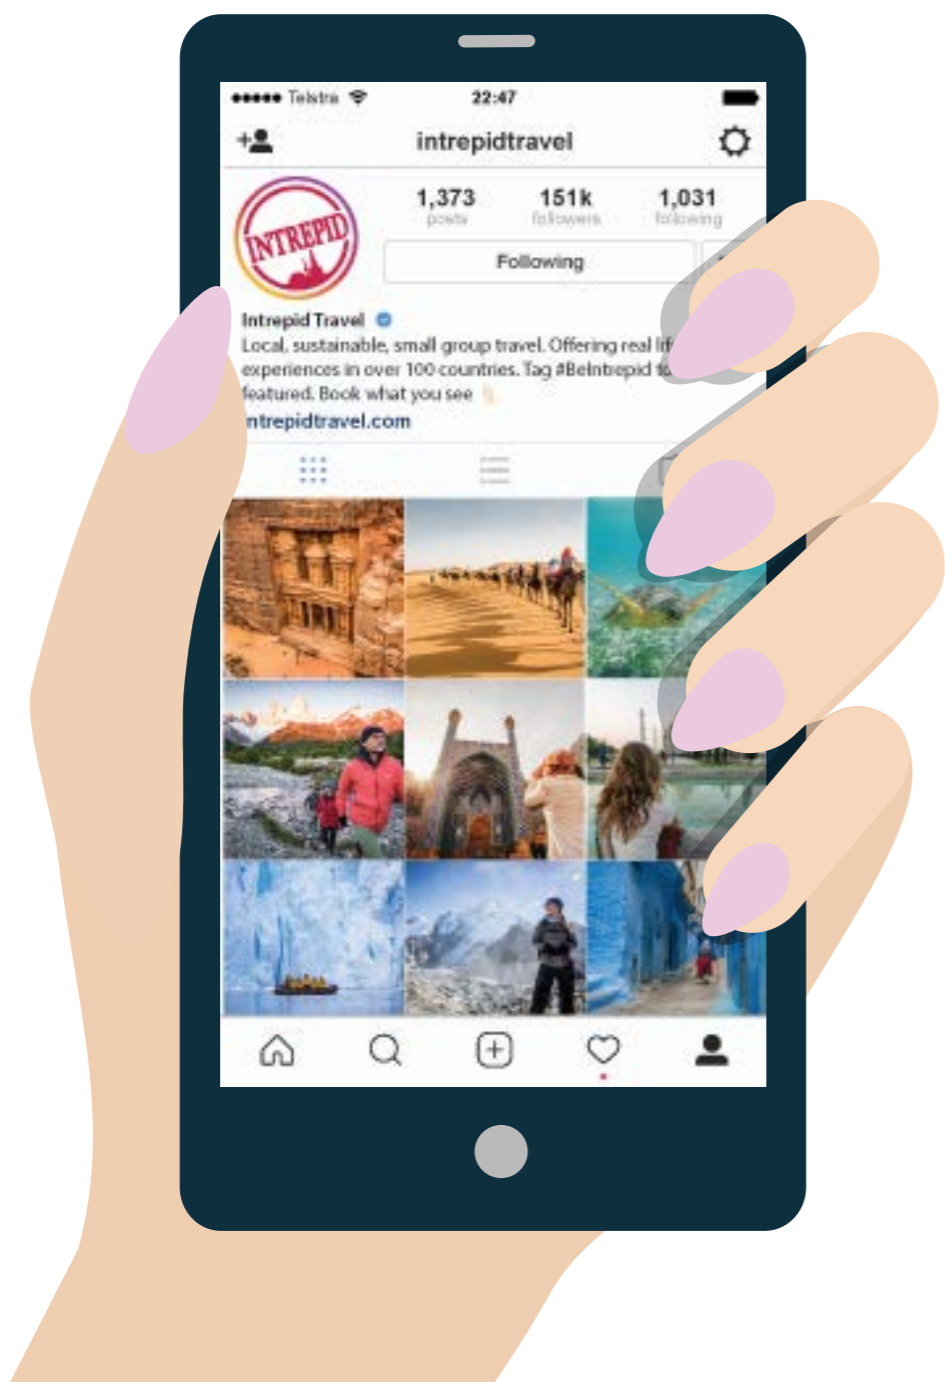 Telstra 22:47
intrepidtravel
1,373 151k 1,031
posts followers following
INTREPID
Following
Intrepid Travel
Local, sustainable, small group travel. Offering real
experiences in over 100 countries. Tag #BeIntrepid
featured. Book what you see
ntrepidtravel.com